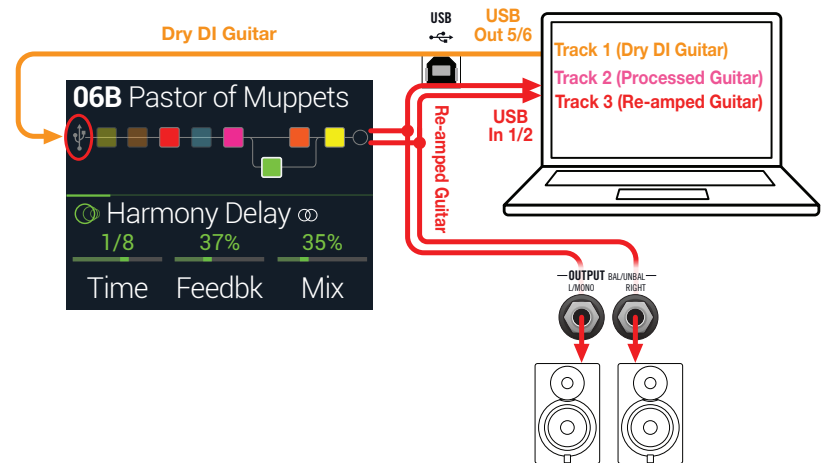 Dry DI Guitar
USB
USB
Out 5/6
Track 1 (Dry DI Guitar)
Track 2 (Processed Guitar)
Track 3 (Re-amped Guitar)
06B Pastor of Muppets
Re-amped Guitar
USB
In 1/2
Harmony Delay
1/8 37% 35%
Time Feedbk Mix
OUTPUT BAL/UNBAL
L/MONO RIGHT